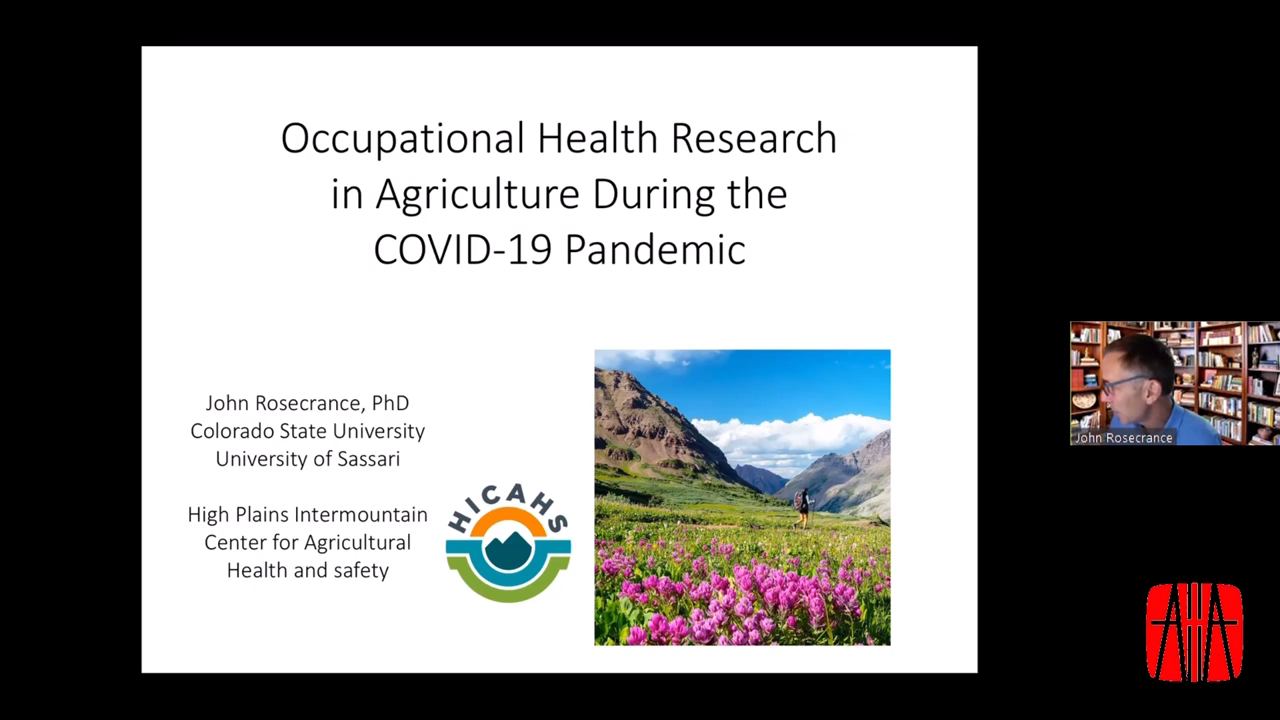 Occupational Health Research
in Agriculture During the
COVID-19 Pandemic
John Rosecrance, PhD
Colorado State University
University of Sassari
High Plains Intermountain
Center for Agricultural
Health and safety
HICAHS
John Rosecrance
AiiA